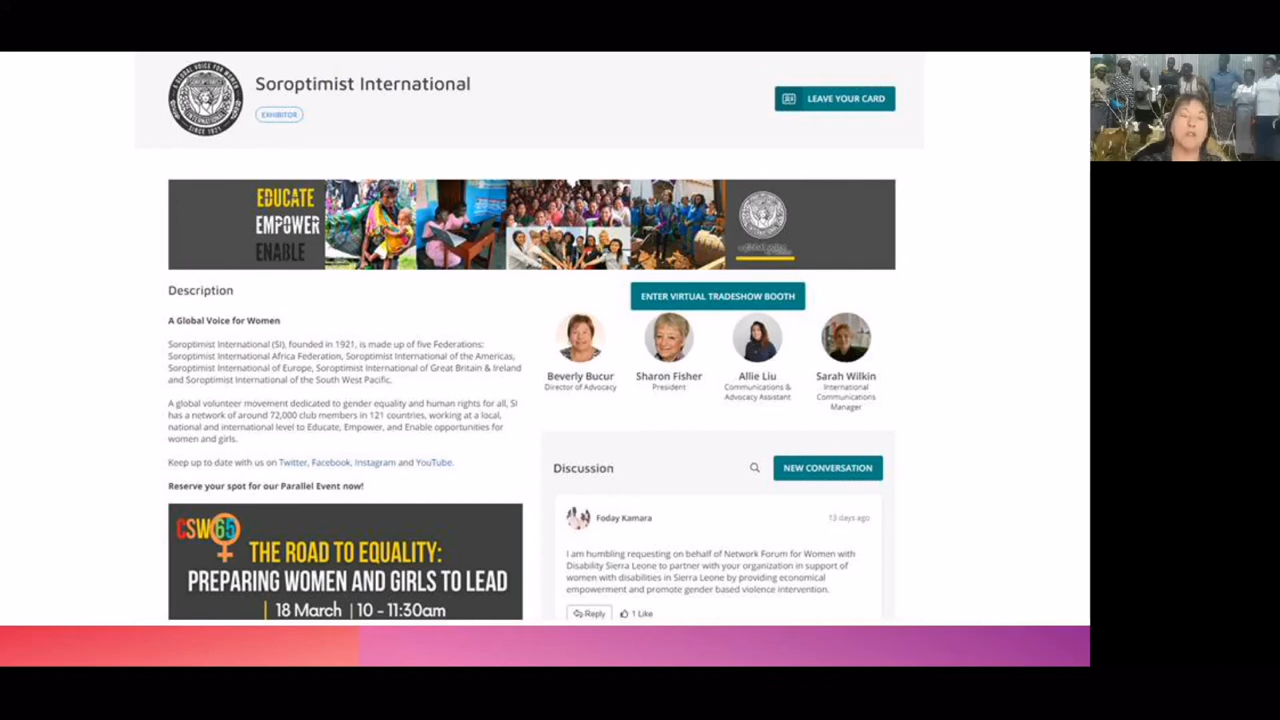 Soroptimist International
EXHIBITOR
LEAVE YOUR CARD
A GLOBAL VOICE FOR WOMEN
SOROPTIMIST
INTERNATIONAL
SINCE 1921
EDUCATE
EMPOWER
ENABLE
a global voice
Description
A Global Voice for Women
Soroptimist International (SI), founded in 1921, is made up of five Federations:
Soroptimist International Africa Federation, Soroptimist International of the Americas,
Soroptimist International of Europe, Soroptimist International of Great Britain & Ireland
and Soroptimist International of the South West Pacific.
A global volunteer movement dedicated to gender equality and human rights for all, SI
has a network of around 72,000 club members in 121 countries, working at a local,
national and international level to Educate, Empower, and Enable opportunities for
women and girls.
Keep up to date with us on Twitter, Facebook, Instagram and YouTube.
Reserve your spot for our Parallel Event now!
CSW65
THE ROAD TO EQUALITY:
PREPARING WOMEN AND GIRLS TO LEAD
18 March | 10 - 11:30am
ENTER VIRTUAL TRADESHOW BOOTH
Beverly Bucur
Director of Advocacy
Sharon Fisher
President
Allie Liu
Communications &
Advocacy Assistant
Sarah Wilkin
International
Communications
Manager
Discussion
NEW CONVERSATION
Foday Kamara
13 days ago
I am humbling requesting on behalf of Network Forum for Women with
Disability Sierra Leone to partner with your organization in support of
women with disabilities in Sierra Leone by providing economical
empowerment and promote gender based violence intervention.
Reply
1 Like